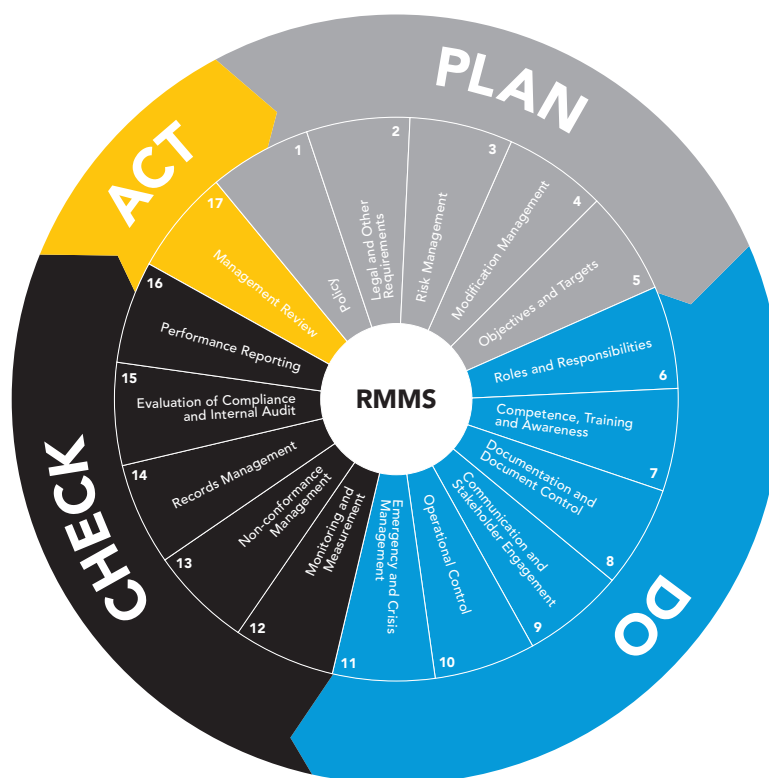 PLAN
DO
CHECK
ACT
RMMS
1
Policy
2
Legal and Other
Requirements
3
Risk Management
4
Modification Management
5
Objectives and Targets
6
Roles and Responsibilities
7
Competence, Training
and Awareness
8
Documentation and
Document Control
9
Communication and
Stakeholder Engagement
10
Operational Control
11
Emergency and Crisis
Management
12
Monitoring and
Measurement
13
Non-conformance
Management
14
Records Management
15
Evaluation of Compliance
and Internal Audit
16
Performance Reporting
17
Management Review